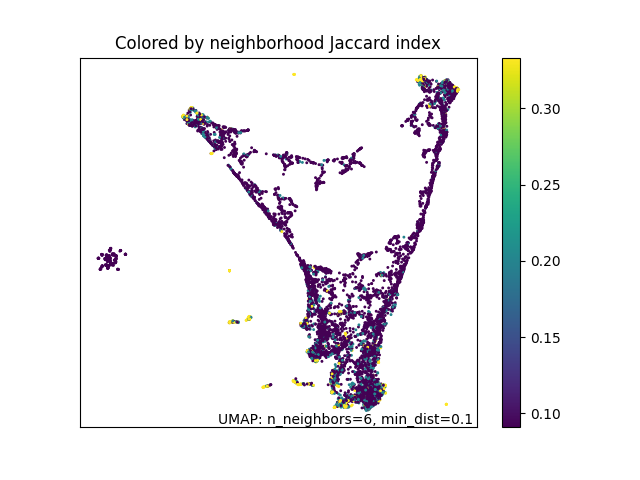 Colored by neighborhood Jaccard index
0.30
0.25
0.20
0.15
0.10
UMAP: n_neighbors=6, min_dist=0.1